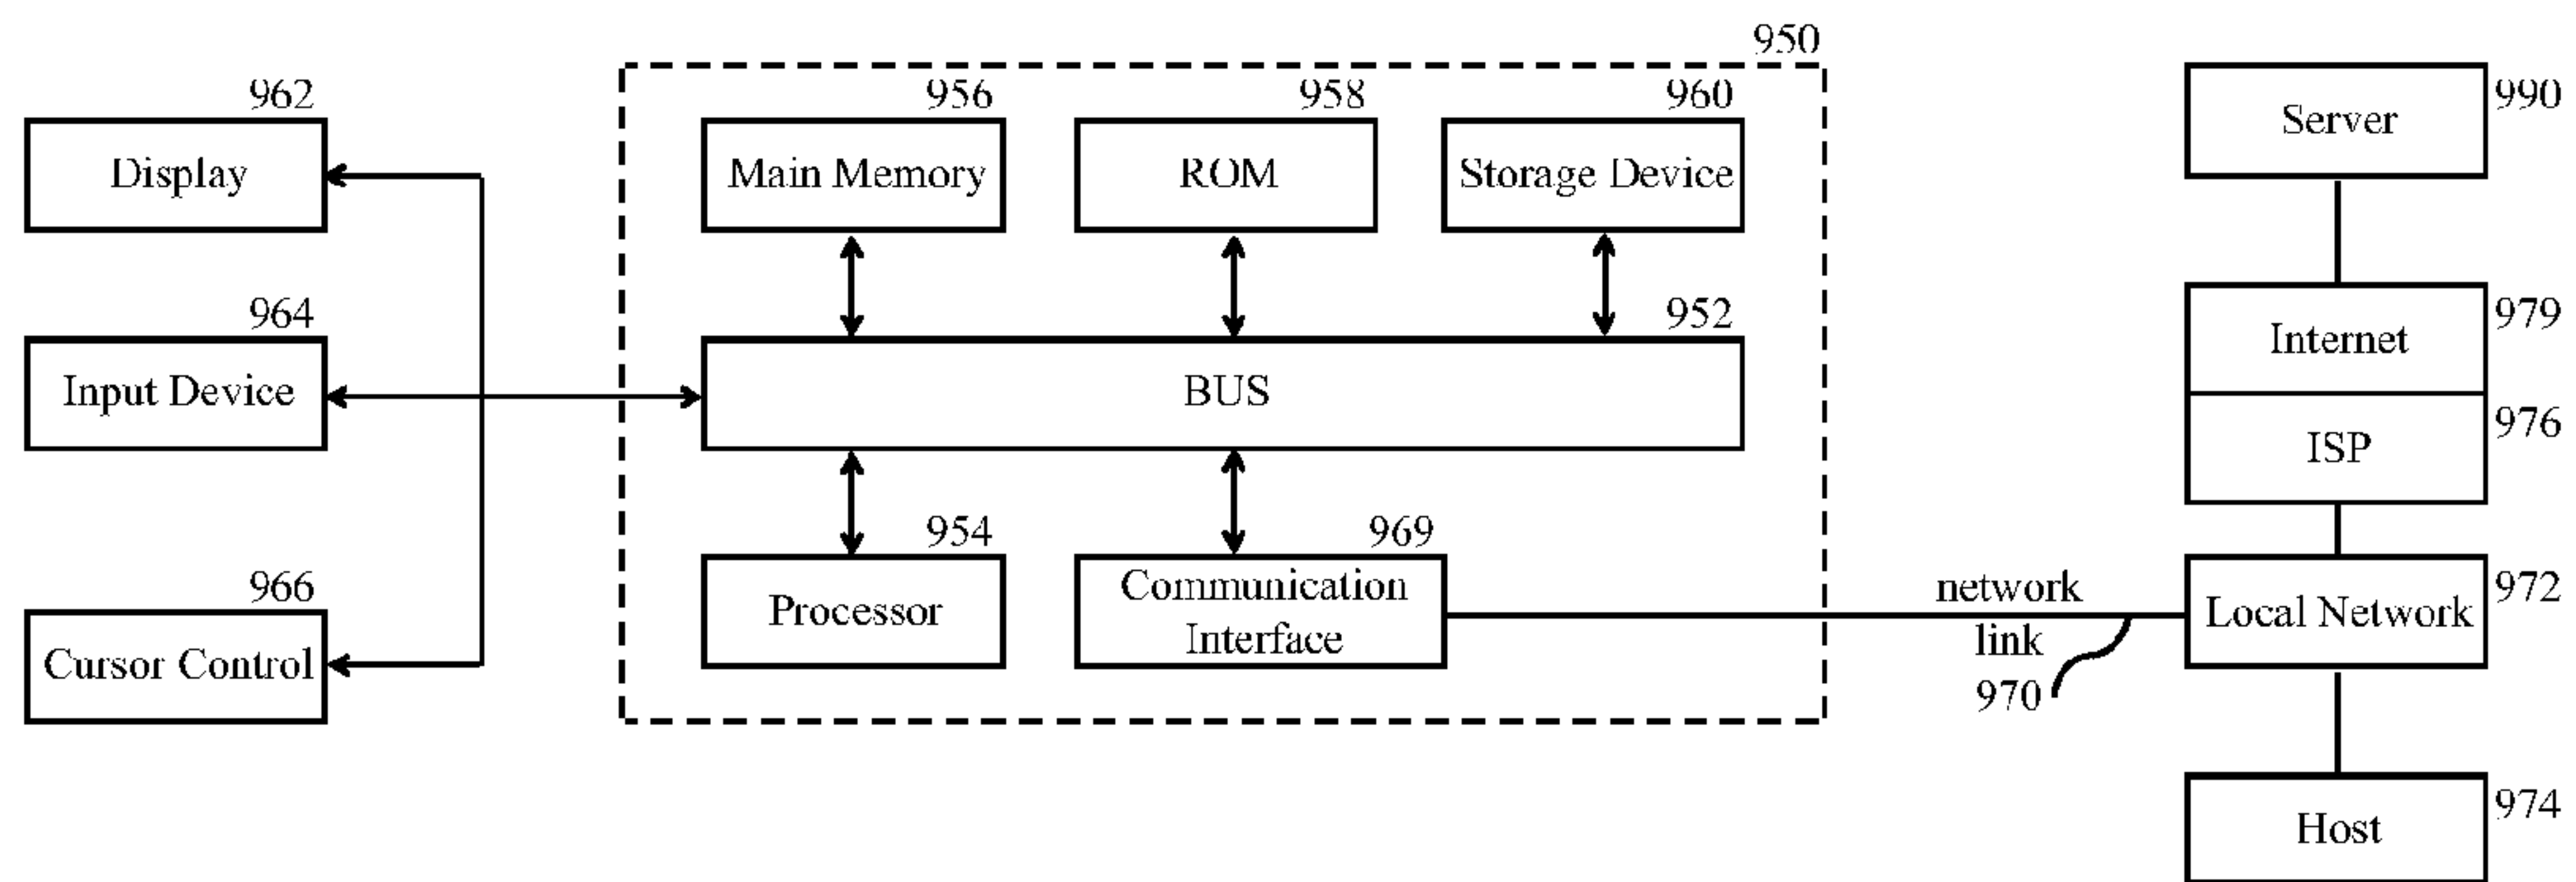 950
962
956
958
960
990
Display
Main Memory
ROM
Storage Device
Server
964
952
979
Input Device
BUS
Internet
976
ISP
966
954
969
972
Cursor Control
Processor
Communication
Interface
network
link
970
Local Network
974
Host